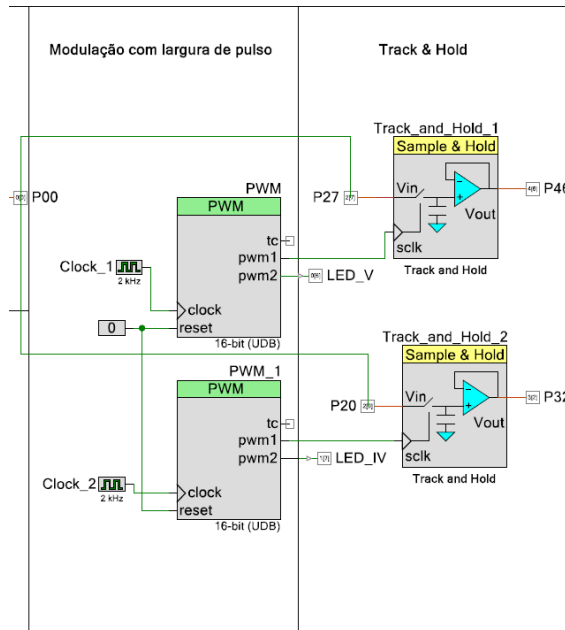 Modulação com largura de pulso
Track & Hold
Track_and_Hold_1
Sample & Hold
PWM
PWM
P00
P27
Vin
P46
Vout
tc
sclk
pwm1
Clock_1
pwm2
LED_V
Track and Hold
2 kHz
clock
0
reset
16-bit (UDB)
Track_and_Hold_2
Sample & Hold
PWM_1
PWM
P20
Vin
P32
Vout
tc
pwm1
sclk
pwm2
LED_IV
Track and Hold
Clock_2
clock
2 kHz
reset
16-bit (UDB)